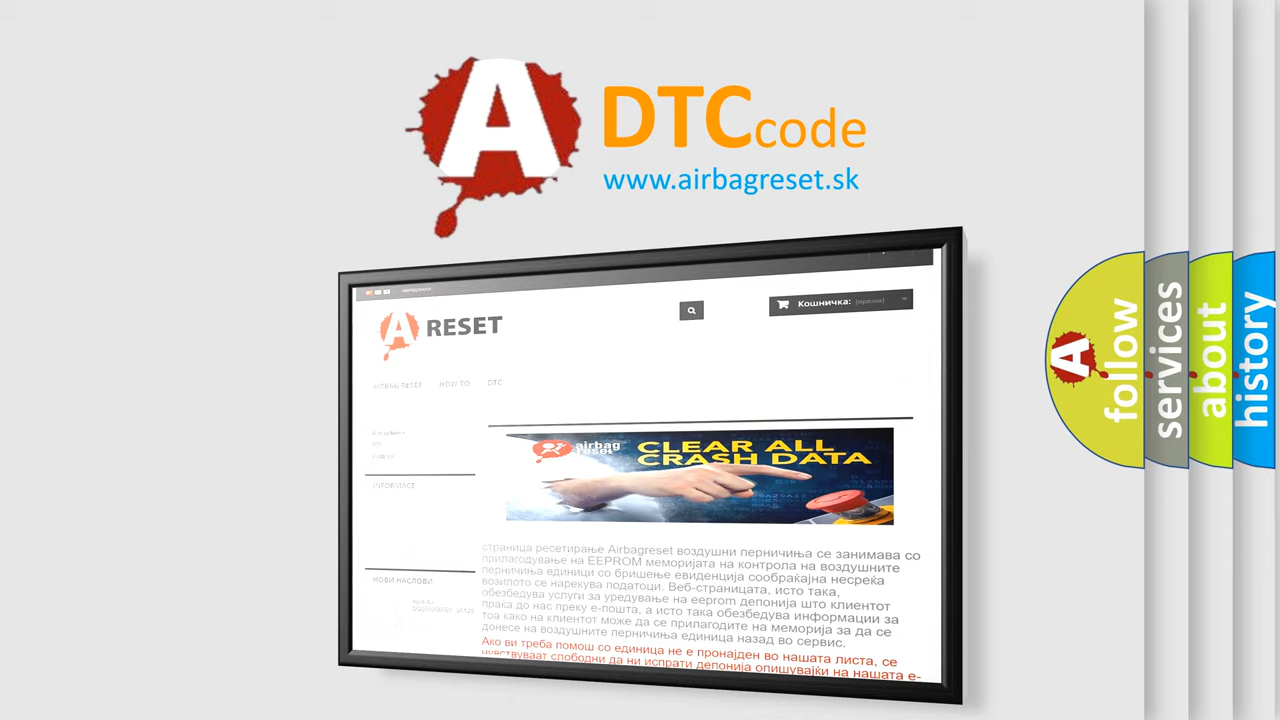 A
DTC code
www.airbagreset.sk
A RESET
Кошничка: (празни)
AIRBAG RESET HOW TO DTC
INFORMACE
airbag reset
CLEAR ALL
CRASH DATA
страница ресетирање Airbagreset воздушни перничиња се занимава со
прилагодување на EEPROM меморијата на контрола на воздушните
перничиња единици со бришење евиденција сообраќајна несреќа
возилото се нарекува податоци. Веб-страницата, исто така,
обезбедува услуги за уредување на eeprom депонија што клиентот
праќа до нас преку е-пошта, а исто така обезбедува информации за
тоа како на клиентот може да се прилагодите на меморија за да се
донесе на воздушните перничиња единица назад во сервис.
Ако ви треба помош со единица не е пронајден во нашата листа, се
чувствуваат слободни да ни испрати депонија опишувајќи на нашата е-
НОВИ НАСЛОВИ
A follow
services
about
history